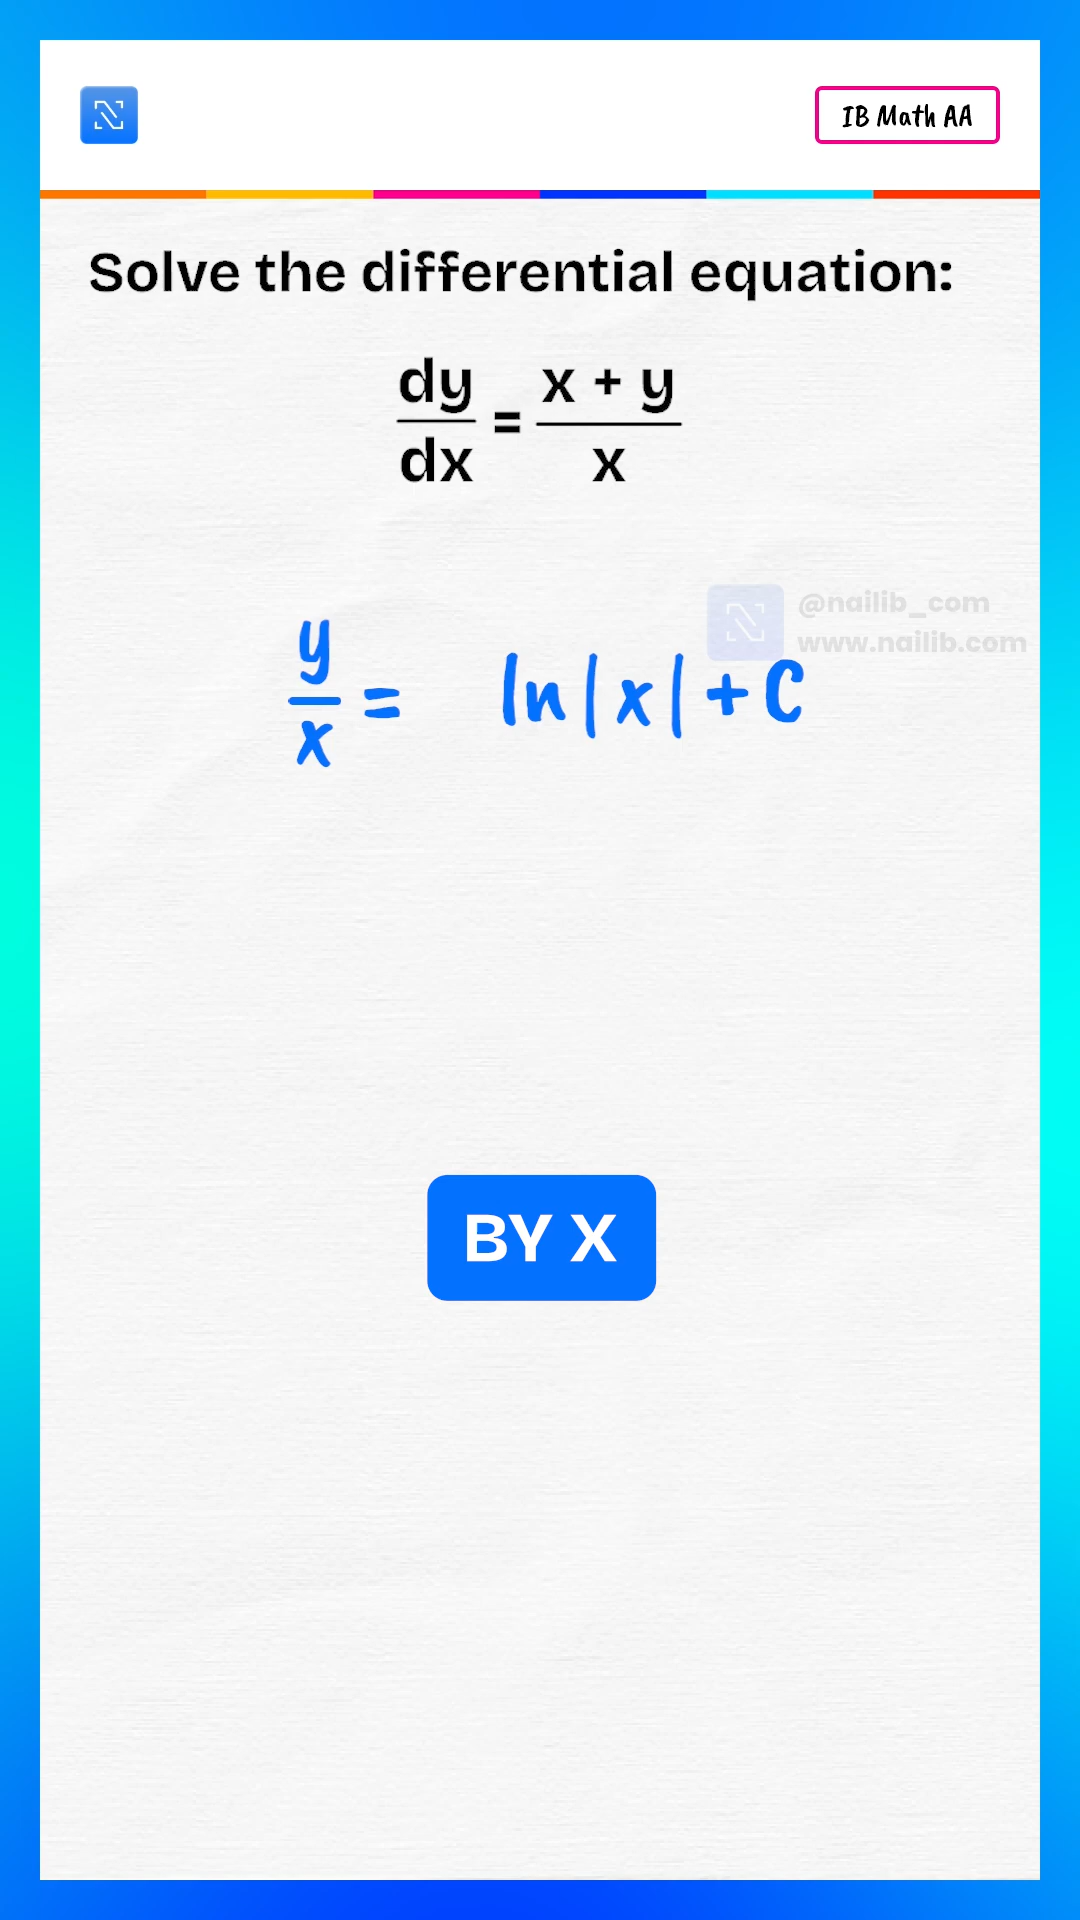 IB Math AA
Solve the differential equation:
dy/dx = x + y/x
@nailib_com
www.nailib.com
y/x = ln|x| + C
BY X